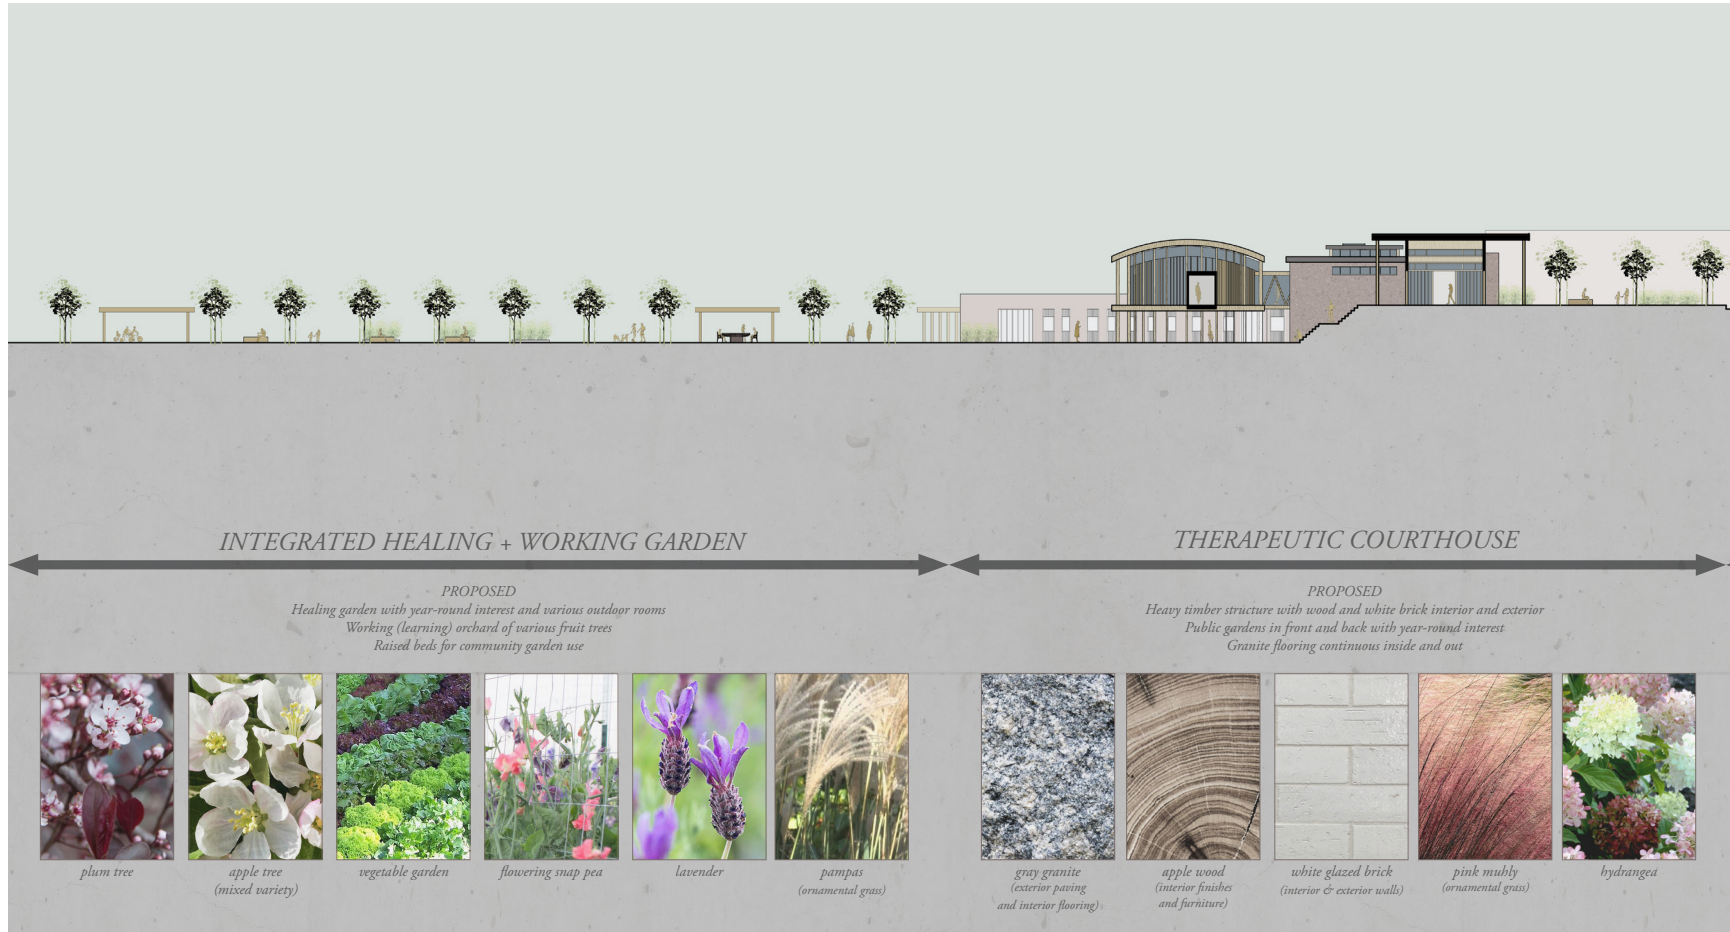 INTEGRATED HEALING + WORKING GARDEN
PROPOSED
Healing garden with year-round interest and various outdoor rooms
Working (learning) orchard of various fruit trees
Raised beds for community garden use
THERAPEUTIC COURTHOUSE
PROPOSED
Heavy timber structure with wood and white brick interior and exterior
Public gardens in front and back with year-round interest
Granite flooring continuous inside and out
plum tree
apple tree
(mixed variety)
vegetable garden
flowering snap pea
lavender
pampas
(ornamental grass)
gray granite
(exterior paving
and interior flooring)
apple wood
(interior finishes
and furniture)
white glazed brick
(interior & exterior walls)
pink muhly
(ornamental grass)
hydrangea